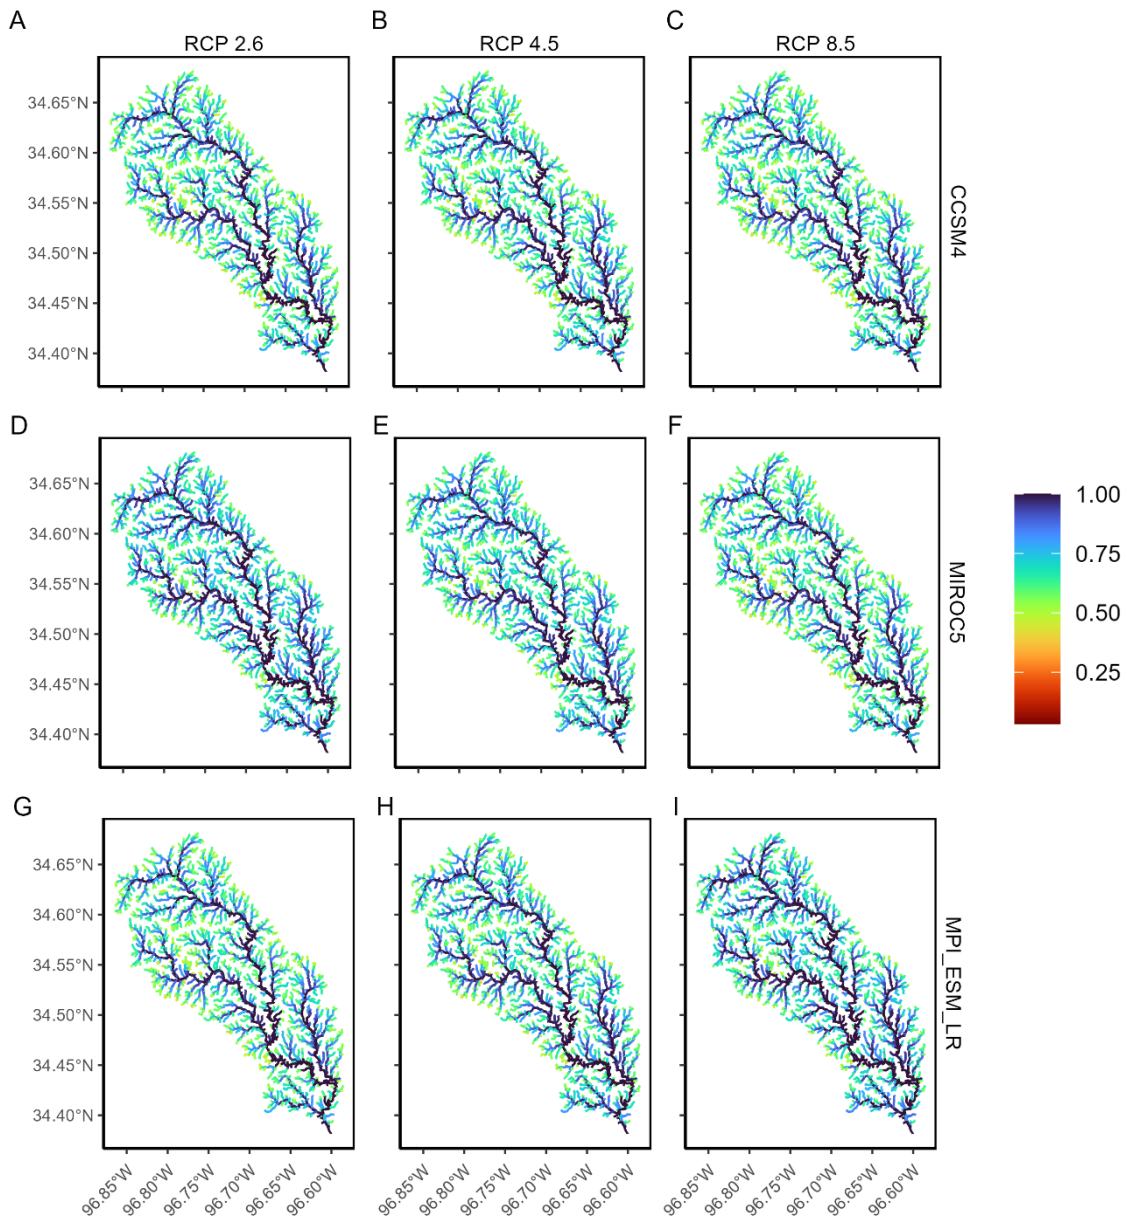 A
B
C
RCP 2.6
RCP 4.5
RCP 8.5
34.65°N
34.60°N
34.55°N
34.50°N
34.45°N
34.40°N
CCSM4
D
E
F
34.65°N
34.60°N
34.55°N
34.50°N
34.45°N
34.40°N
MIROC5
1.00
0.75
0.50
0.25
G
H
I
34.65°N
34.60°N
34.55°N
34.50°N
34.45°N
34.40°N
MPI_ESM_LR
96.85°W
96.80°W
96.75°W
96.70°W
96.65°W
96.60°W
96.85°W
96.80°W
96.75°W
96.70°W
96.65°W
96.60°W
96.85°W
96.80°W
96.75°W
96.70°W
96.65°W
96.60°W